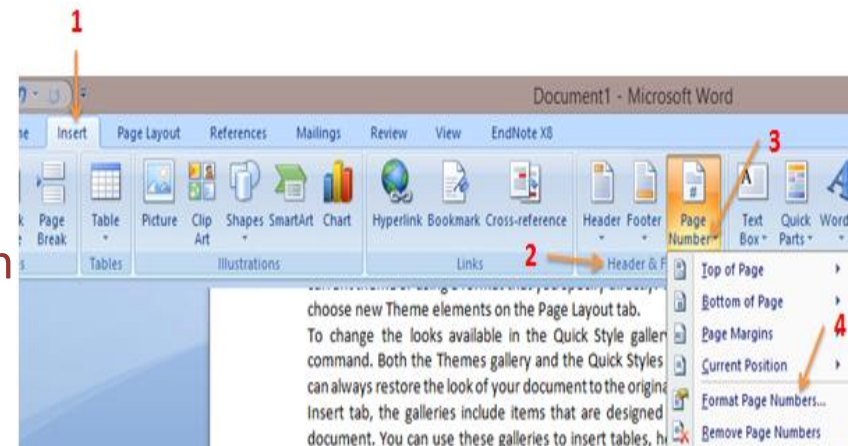 1
Document1 - Microsoft Word
Insert Page Layout References Mailings Review View EndNote X8
3
Page Break
Table
Picture
Clip Art
Shapes SmartArt Chart
Hyperlink Bookmark Cross-reference
Header Footer
Page Number
Text Box
Quick Parts
Tables Illustrations Links 2 Header & F
n
Top of Page
Bottom of Page
Page Margins
4
Current Position
Format Page Numbers...
Remove Page Numbers
choose new Theme elements on the Page Layout tab.
To change the looks available in the Quick Style galler
command. Both the Themes gallery and the Quick Styles
can always restore the look of your document to the origina
Insert tab, the galleries include items that are designed
document. You can use these galleries to insert tables, h